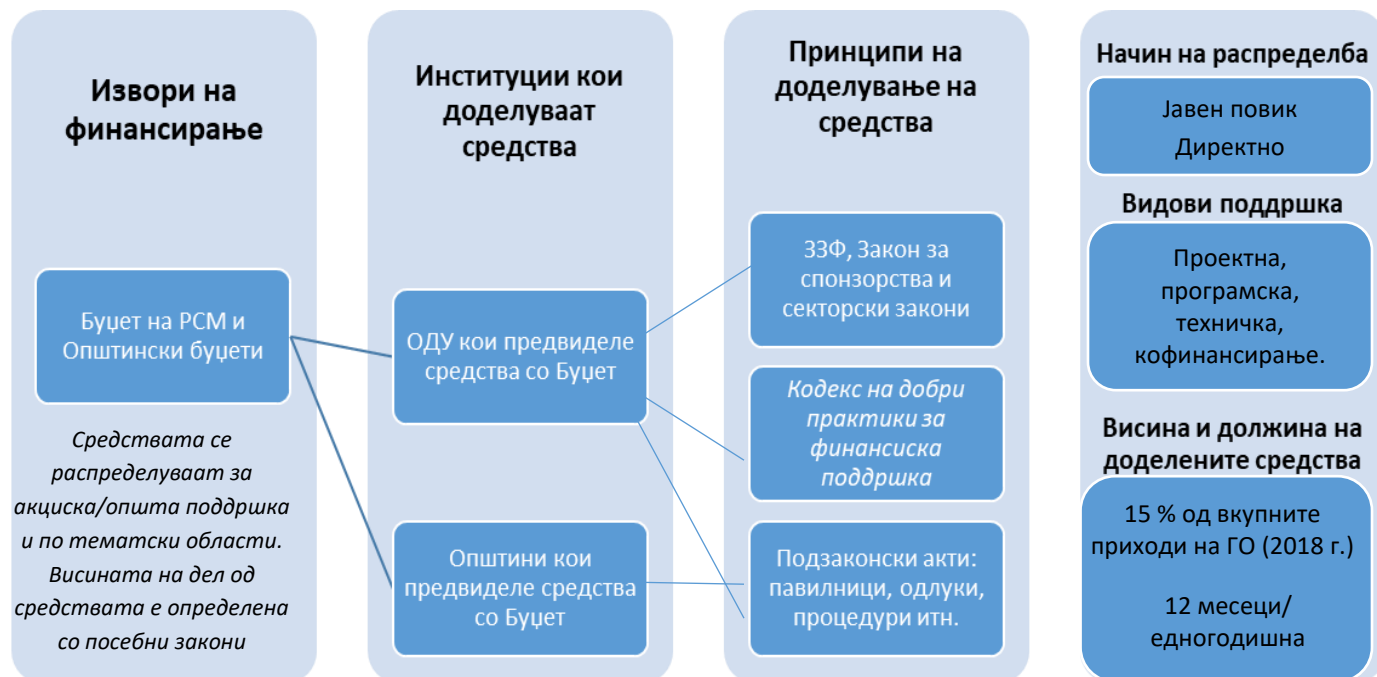 Извори на
финансирање
Буџет на РСМ и
Општински буџети
Средствата се
распределуваат за
акциска/општа поддршка
и по тематски области.
Висината на дел од
средствата е определена
со посебни закони
Институции кои
доделуваат
средства
ОДУ кои предвиделе
средства со Буџет
Општини кои
предвиделе средства
со Буџет
Принципи на
доделување на
средства
ЗЗФ, Закон за
спонзорства и
секторски закони
Кодекс на добри
практики за
финансиска
поддршка
Подзаконски акти:
павилници, одлуки,
процедури итн.
Начин на распределба
Јавен повик
Директно
Видови поддршка
Проектна,
програмска,
техничка,
кофинансирање.
Висина и должина на
доделените средства
15 % од вкупните
приходи на ГО (2018 г.)
12 месеци/
едногодишна